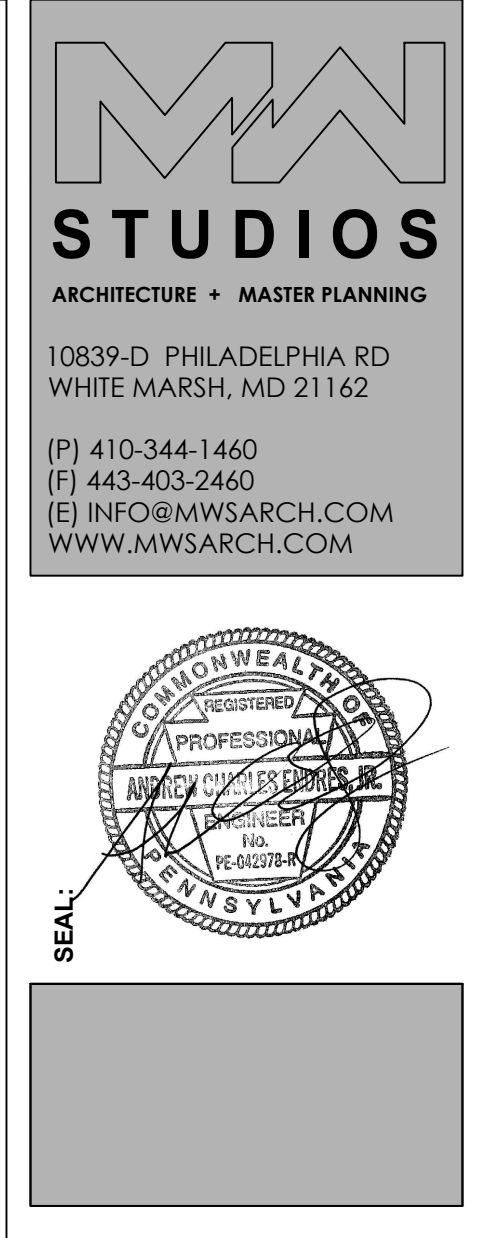 MW
STUDIOS
ARCHITECTURE + MASTER PLANNING
10839-D PHILADELPHIA RD
WHITE MARSH, MD 21162
(P) 410-344-1460
(F) 443-403-2460
(E) INFO@MWSARCH.COM
WWW.MWSARCH.COM
SEAL:
COMMONWEALTH OF
REGISTERED
PROFESSIONAL
ANDREW CHARLES ENDRES, JR.
ENGINEER
No.
PE-042978-R
PENNSYLVANIA